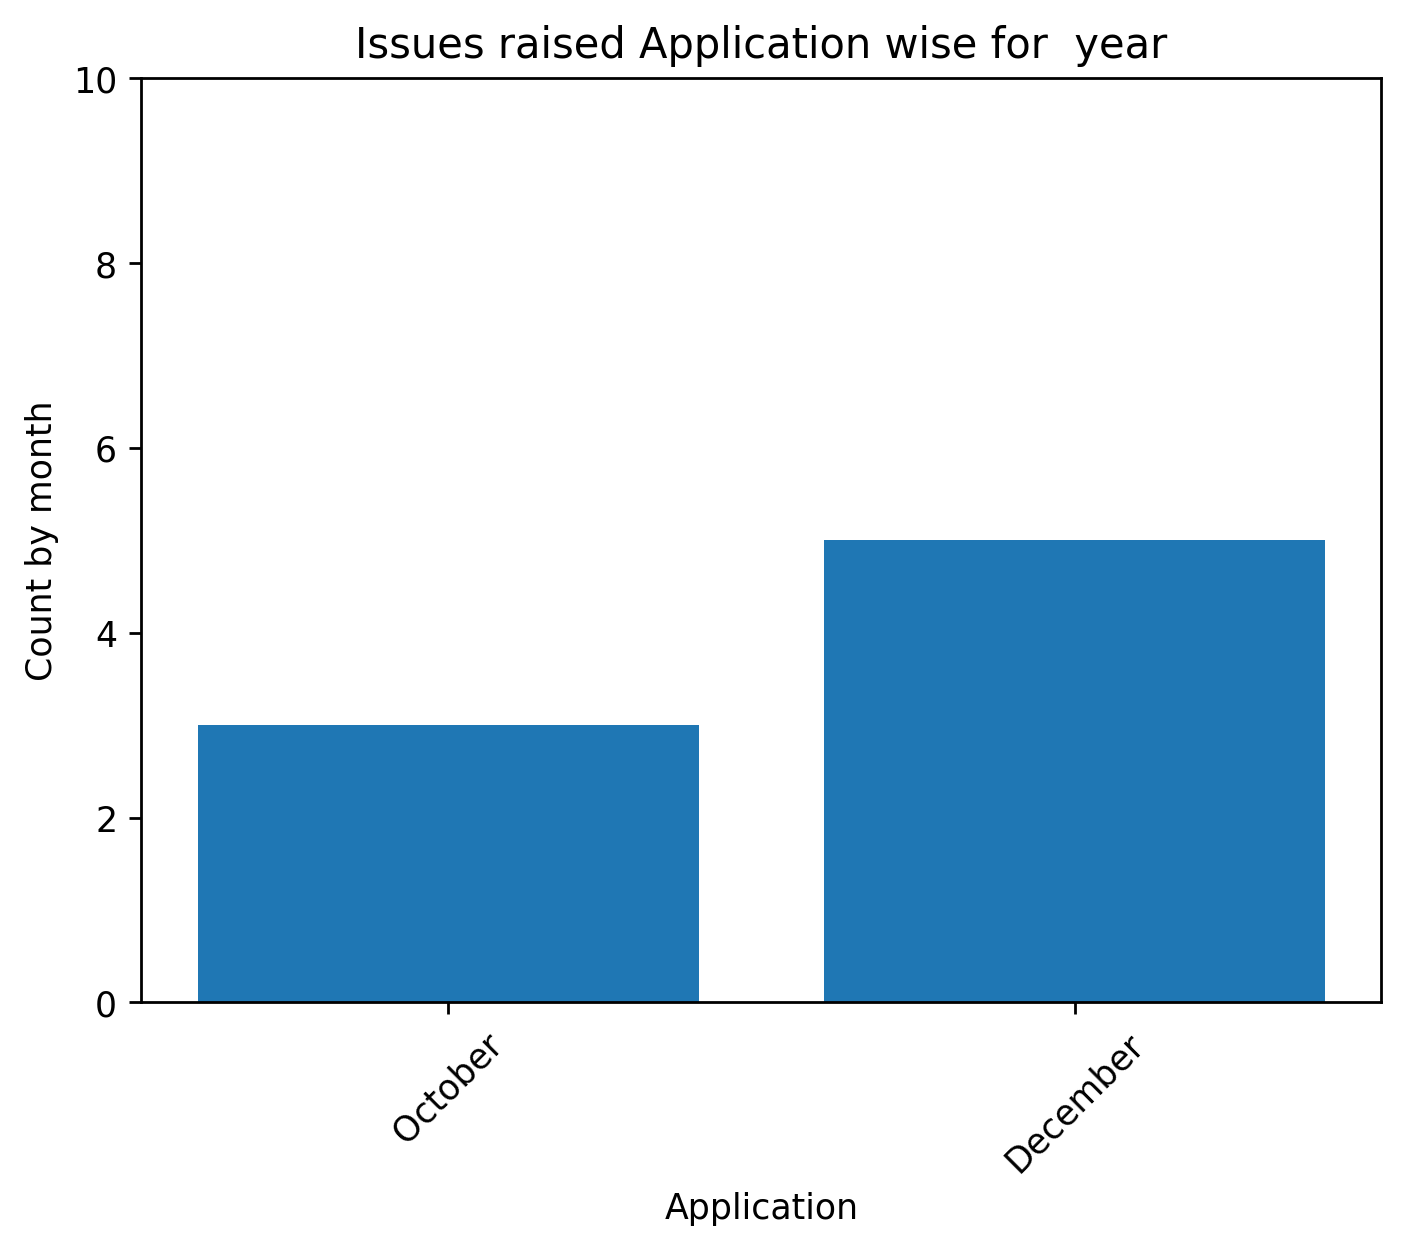 Issues raised Application wise for  year
10
8
6
4
2
0
Count by month
October
December
Application